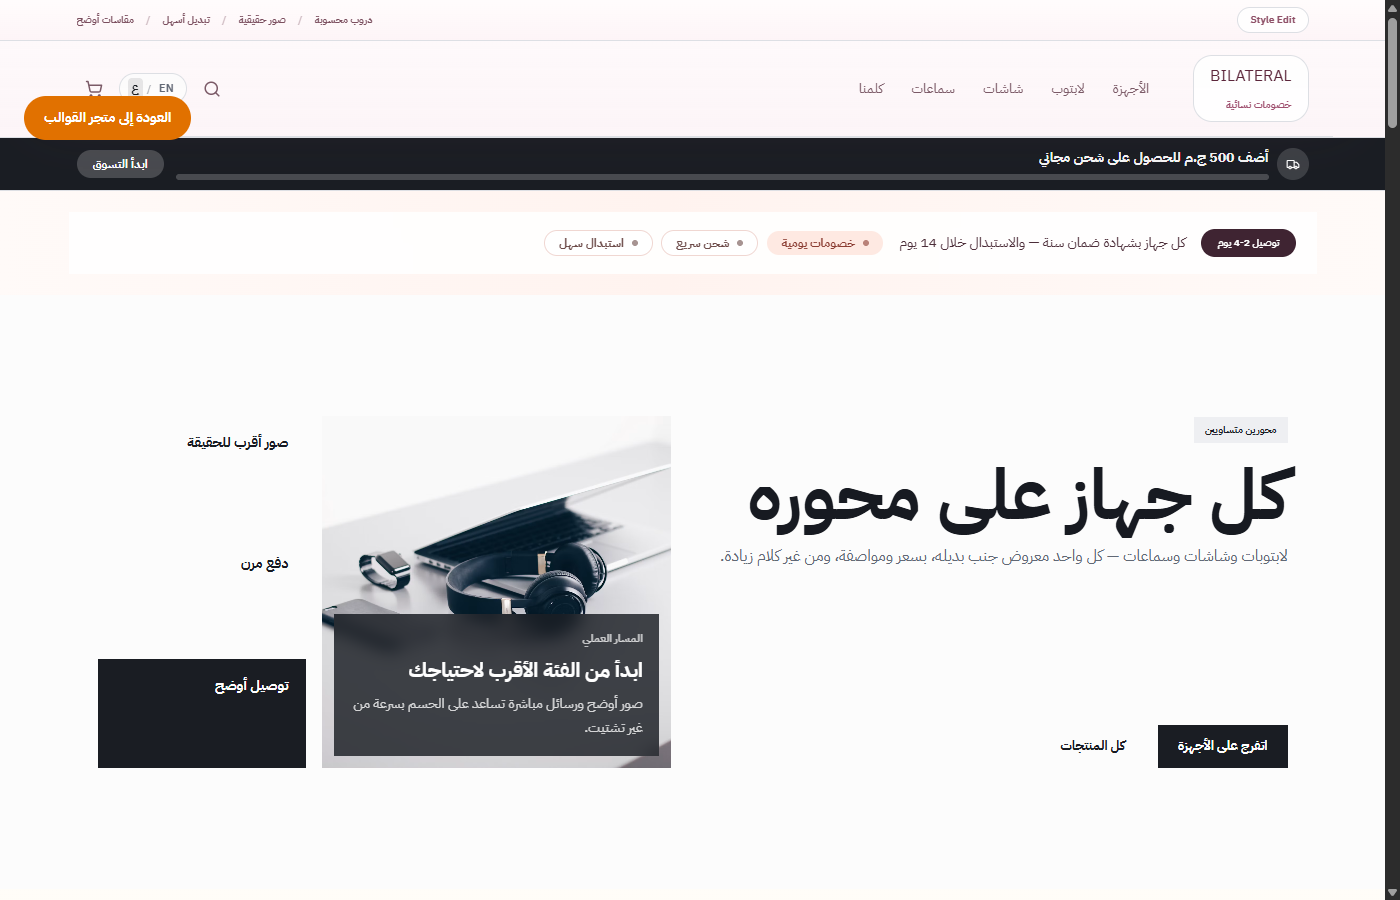 Style Edit
دروب محسوبة / صور حقيقية / تبديل أسهل / مقاسات أوضح
BILATERAL
خصومات نسائية
الأجهزة
لابتوب
شاشات
سماعات
كلمنا
EN / ع
العودة إلى متجر القوالب
أضف 500 ج.م للحصول على شحن مجاني
ابدأ التسوق
توصيل 2-4 يوم
كل جهاز بشهادة ضمان سنة — والاستبدال خلال 14 يوم
خصومات يومية
شحن سريع
استبدال سهل
محورين متساويين
كل جهاز على محوره
لابتوبات وشاشات وسماعات — كل واحد معروض جنب بديله، بسعر ومواصفة، ومن غير كلام زيادة.
اتفرج على الأجهزة
كل المنتجات
المسار العملي
ابدأ من الفئة الأقرب لاحتياجك
صور أوضح ورسائل مباشرة تساعد على الحسم بسرعة من
غير تشتيت.
صور أقرب للحقيقة
دفع مرن
توصيل أوضح